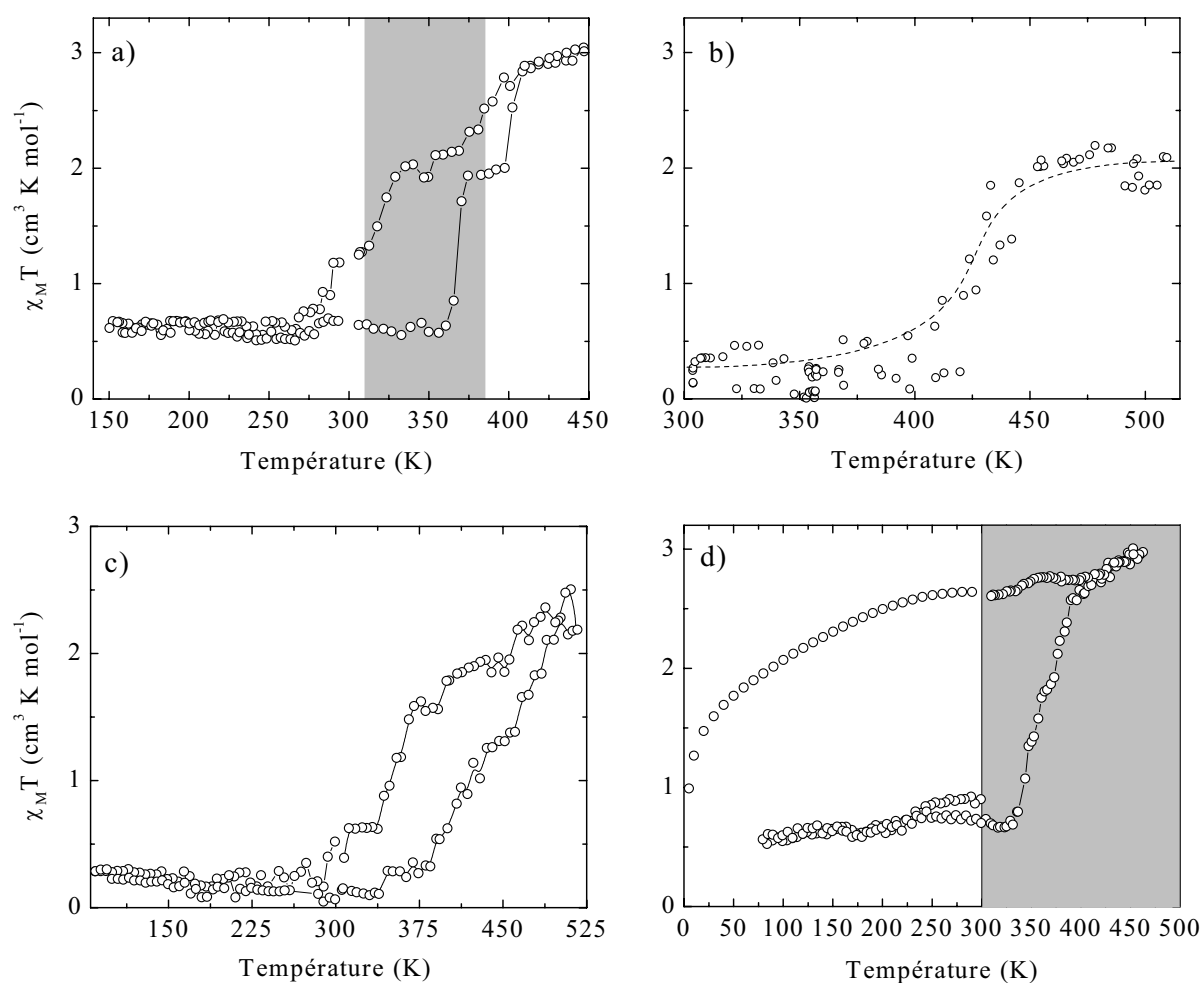 a)
3
2
1
0
150 200 250 300 350 400 450
χMT (cm³ K mol⁻¹)
Température (K)
b)
3
2
1
0
300 350 400 450 500
Température (K)
c)
3
2
1
0
150 225 300 375 450 525
χMT (cm³ K mol⁻¹)
Température (K)
d)
3
2
1
0
0 50 100 150 200 250 300 350 400 450 500
Température (K)